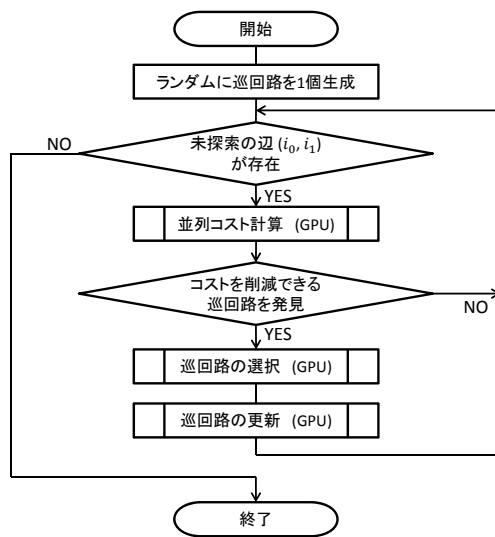 開始
ランダムに巡回路を1個生成
未探索の辺 (i₀, i₁)
が存在
NO
YES
並列コスト計算 (GPU)
コストを削減できる
巡回路を発見
NO
YES
巡回路の選択 (GPU)
巡回路の更新 (GPU)
終了